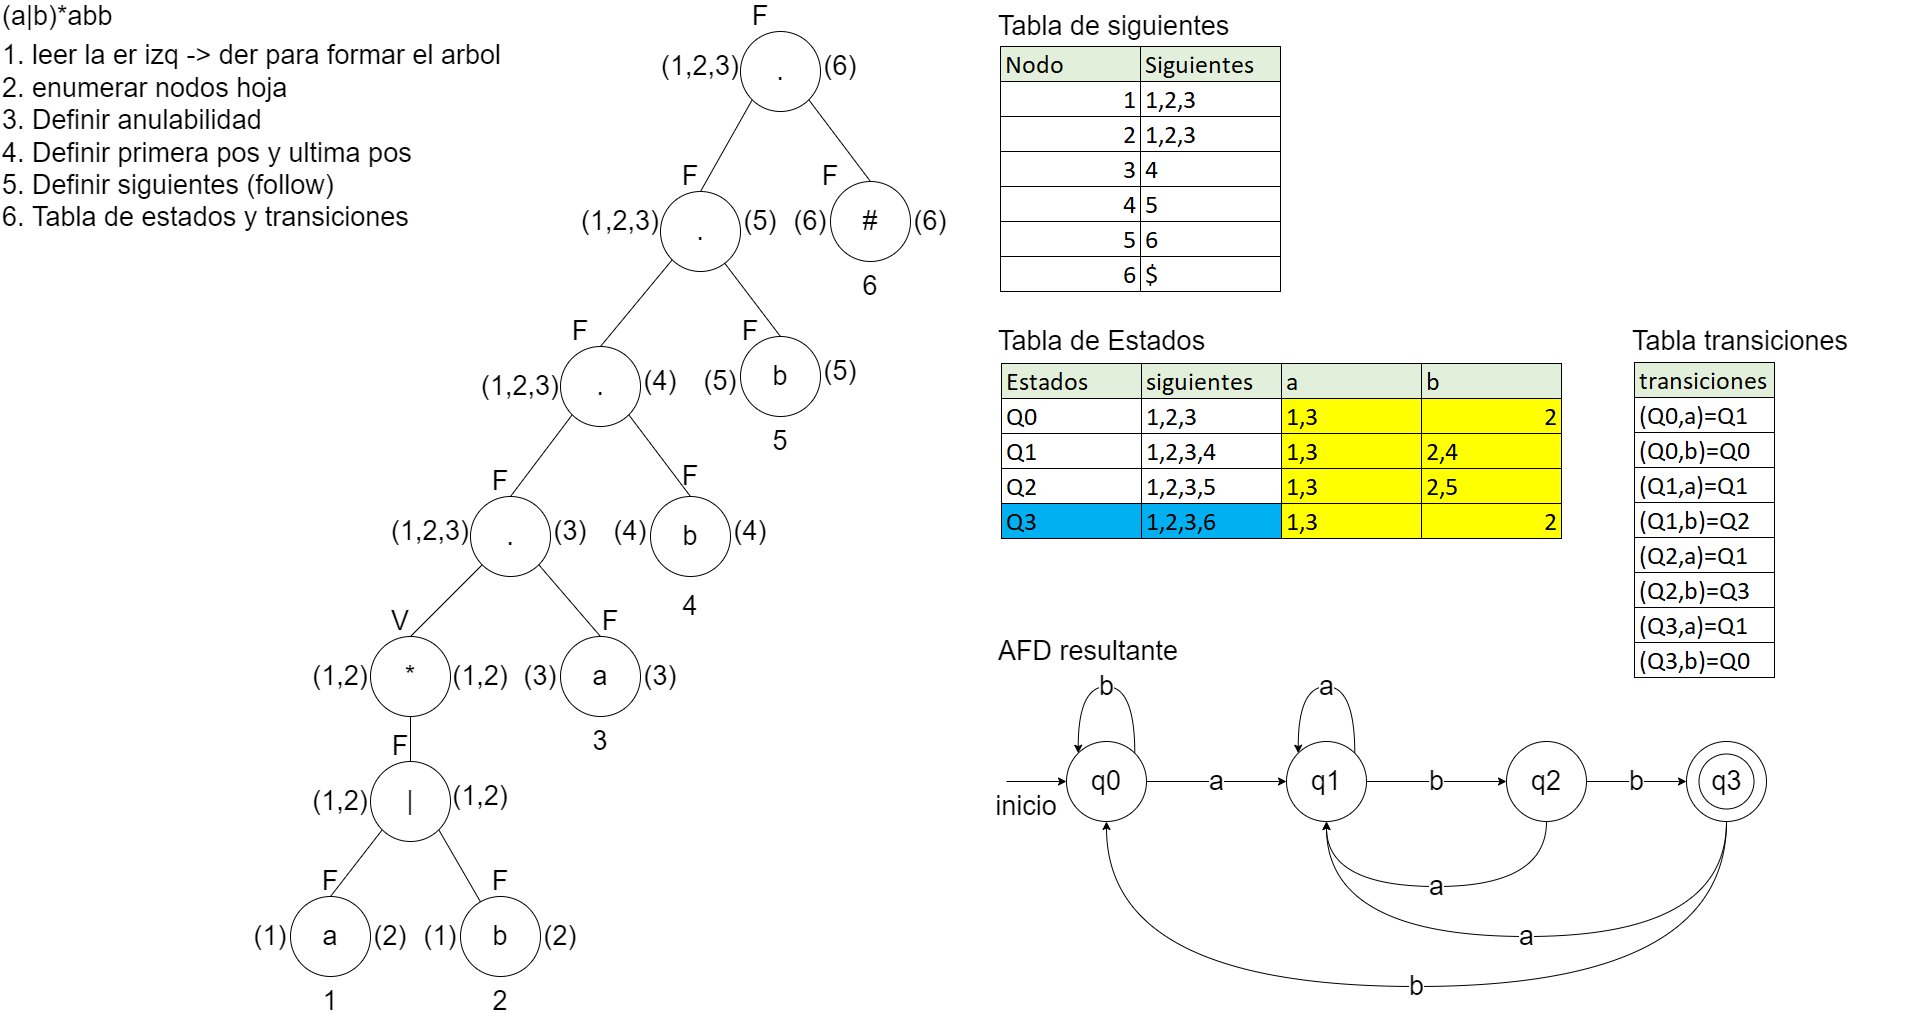 (a|b)*abb
1. leer la er izq -> der para formar el arbol
2. enumerar nodos hoja
3. Definir anulabilidad
4. Definir primera pos y ultima pos
5. Definir siguientes (follow)
6. Tabla de estados y transiciones
F
(1,2,3) . (6)
F F
(1,2,3) . (5) (6) # (6)
6
F F
(1,2,3) . (4) (5) b (5)
5
F F
(1,2,3) . (3) (4) b (4)
4
V F
(1,2) * (1,2) (3) a (3)
3
F
(1,2) | (1,2)
F F
(1) a (2) (1) b (2)
1 2
Tabla de siguientes
Nodo Siguientes
1 1,2,3
2 1,2,3
3 4
4 5
5 6
6 $
Tabla de Estados
Estados siguientes a b
Q0 1,2,3 1,3 2
Q1 1,2,3,4 1,3 2,4
Q2 1,2,3,5 1,3 2,5
Q3 1,2,3,6 1,3 2
Tabla transiciones
transiciones
(Q0,a)=Q1
(Q0,b)=Q0
(Q1,a)=Q1
(Q1,b)=Q2
(Q2,a)=Q1
(Q2,b)=Q3
(Q3,a)=Q1
(Q3,b)=Q0
AFD resultante
b a
q0 a q1 b q2 b q3
inicio
a
a
b